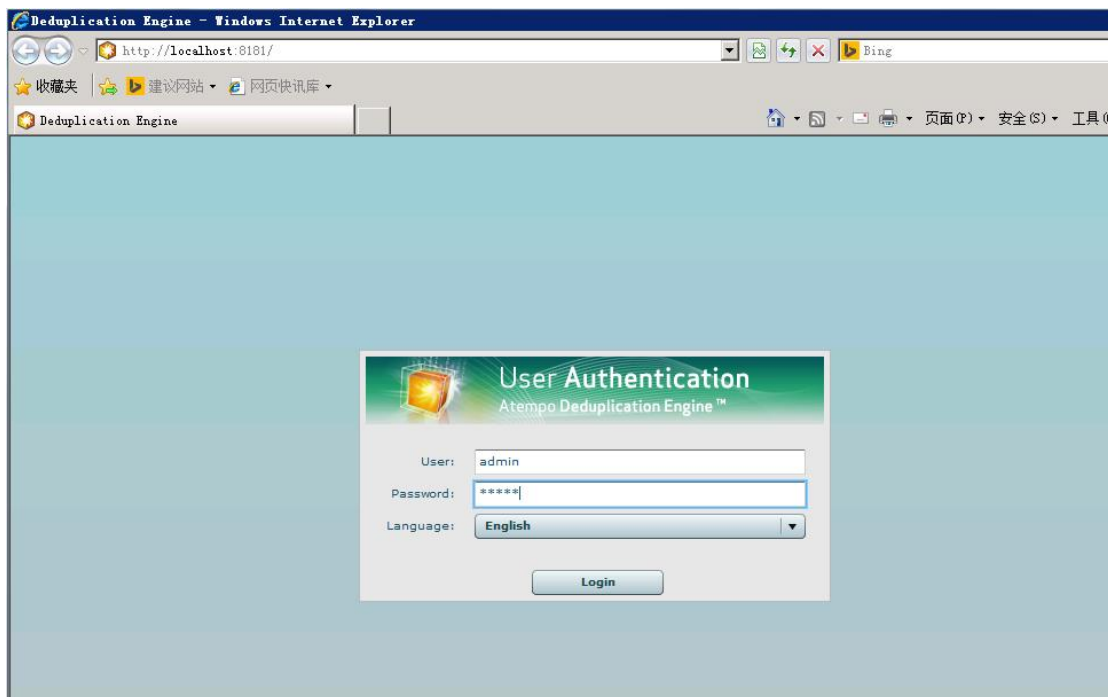 Deduplication Engine - Windows Internet Explorer
http://localhost:8181/
Bing
收藏夹 建议网站 网页快讯库
Deduplication Engine 页面(P) 安全(S) 工具(
User Authentication
Atempo Deduplication Engine ™
User: admin
Password: *****
Language: English
Login